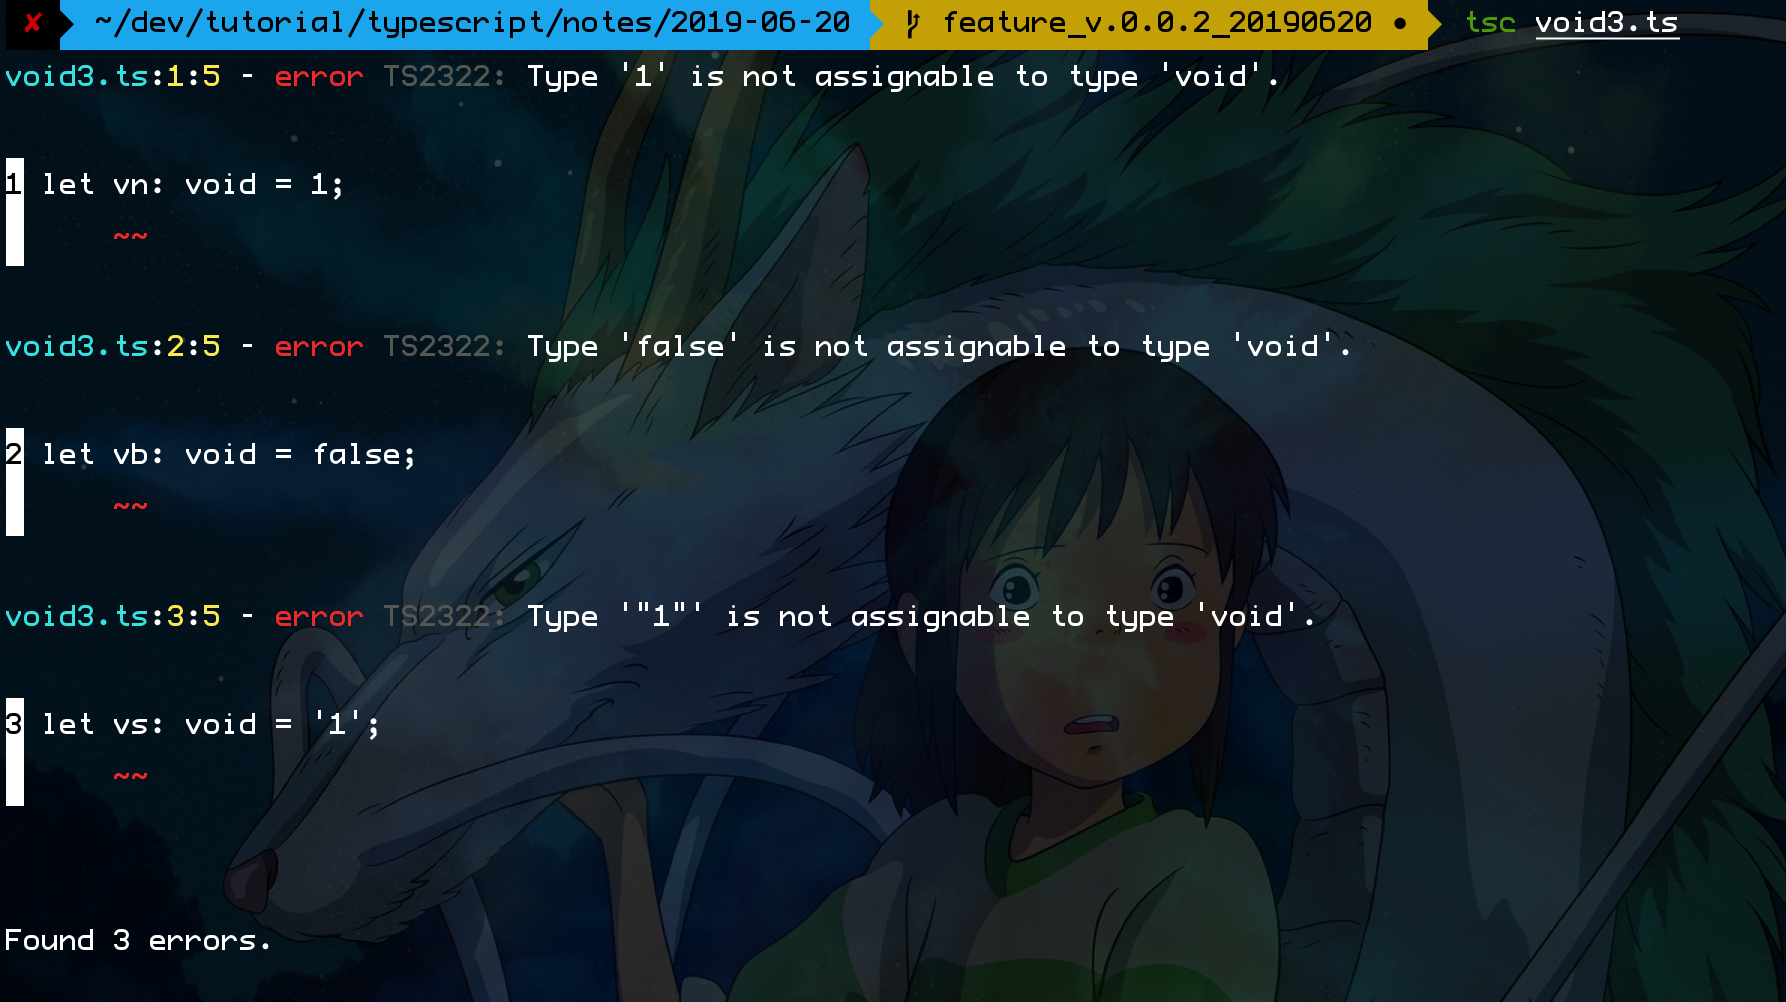 ✘ ~/dev/tutorial/typescript/notes/2019-06-20 feature_v.0.0.2_20190620 ● tsc void3.ts
void3.ts:1:5 - error TS2322: Type '1' is not assignable to type 'void'.
1 let vn: void = 1;
~~
void3.ts:2:5 - error TS2322: Type 'false' is not assignable to type 'void'.
2 let vb: void = false;
~~
void3.ts:3:5 - error TS2322: Type '"1"' is not assignable to type 'void'.
3 let vs: void = '1';
~~
Found 3 errors.